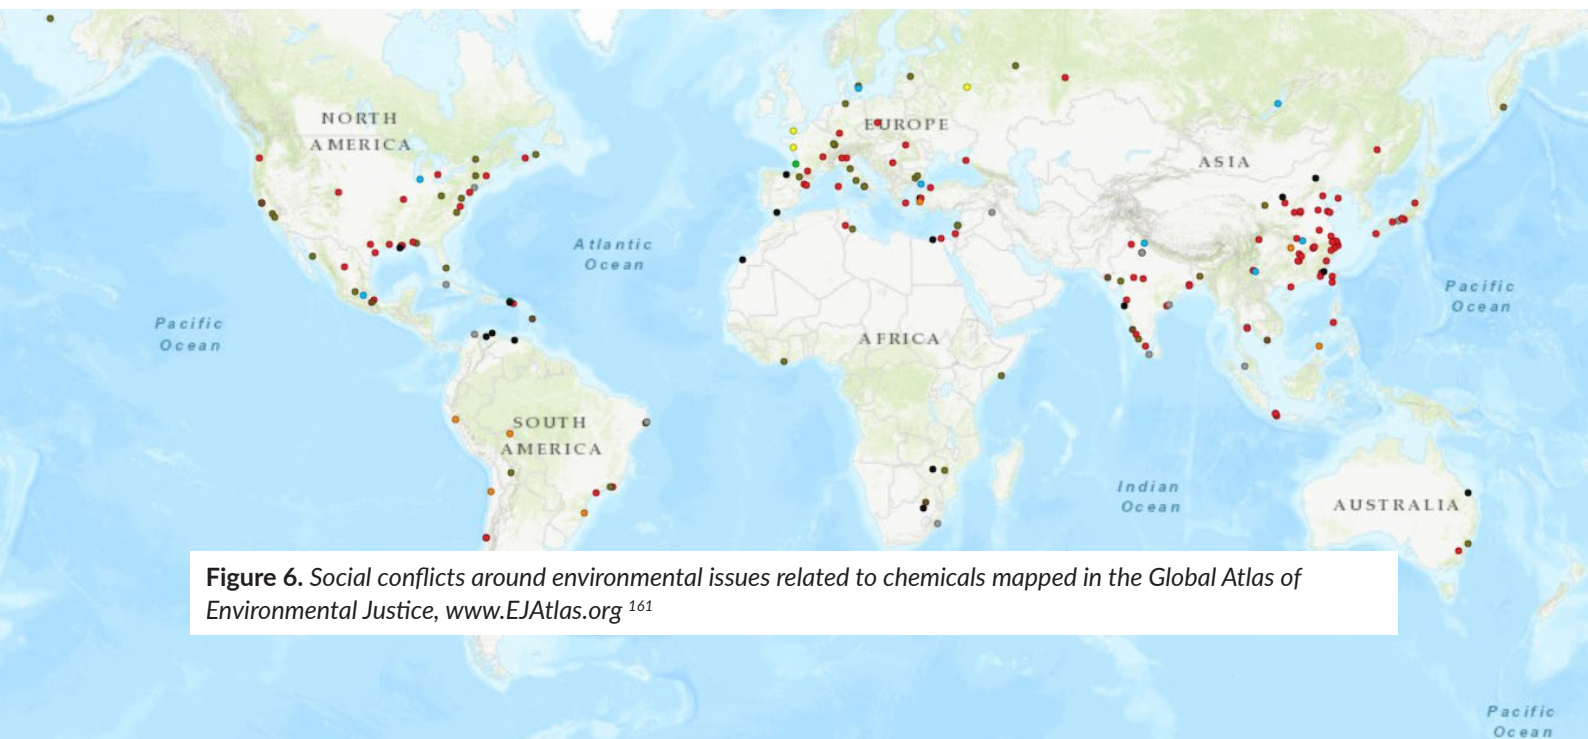 NORTH
AMERICA
EUROPE
ASIA
Atlantic
Ocean
Pacific
Ocean
Pacific
Ocean
AFRICA
SOUTH
AMERICA
Indian
Ocean
AUSTRALIA
Figure 6. Social conflicts around environmental issues related to chemicals mapped in the Global Atlas of
Environmental Justice, www.EJAtlas.org 161
Pacific
Ocean